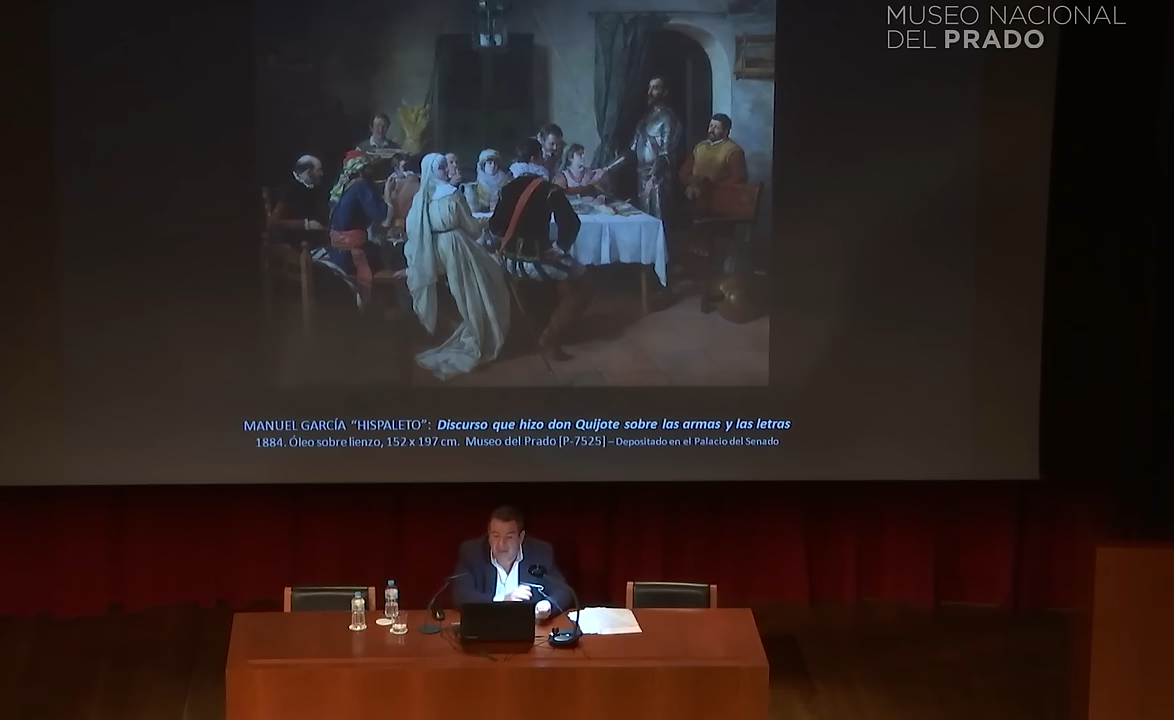 MUSEO NACIONAL
DEL PRADO
MANUEL GARCÍA “HISPALETO”: Discurso que hizo don Quijote sobre las armas y las letras
1884. Óleo sobre lienzo, 152 x 197 cm. Museo del Prado [P-7525] – Depositado en el Palacio del Senado